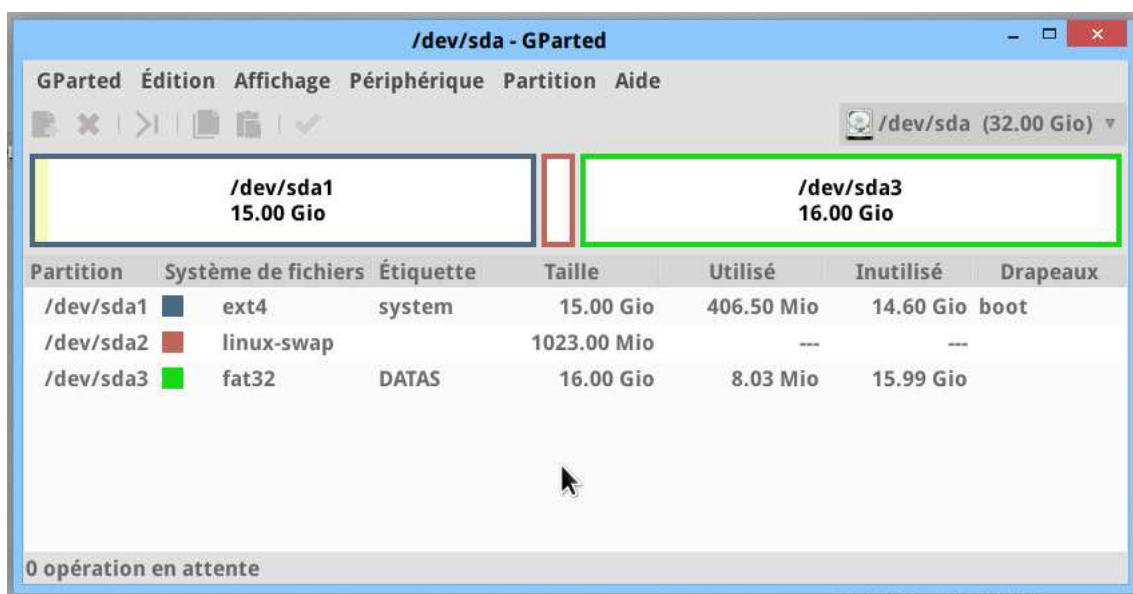 /dev/sda - GParted
GParted Édition Affichage Périphérique Partition Aide
/dev/sda (32.00 Gio)
/dev/sda1
15.00 Gio
/dev/sda3
16.00 Gio
Partition Système de fichiers Étiquette Taille Utilisé Inutilisé Drapeaux
/dev/sda1 ext4 system 15.00 Gio 406.50 Mio 14.60 Gio boot
/dev/sda2 linux-swap 1023.00 Mio --- ---
/dev/sda3 fat32 DATAS 16.00 Gio 8.03 Mio 15.99 Gio
0 opération en attente